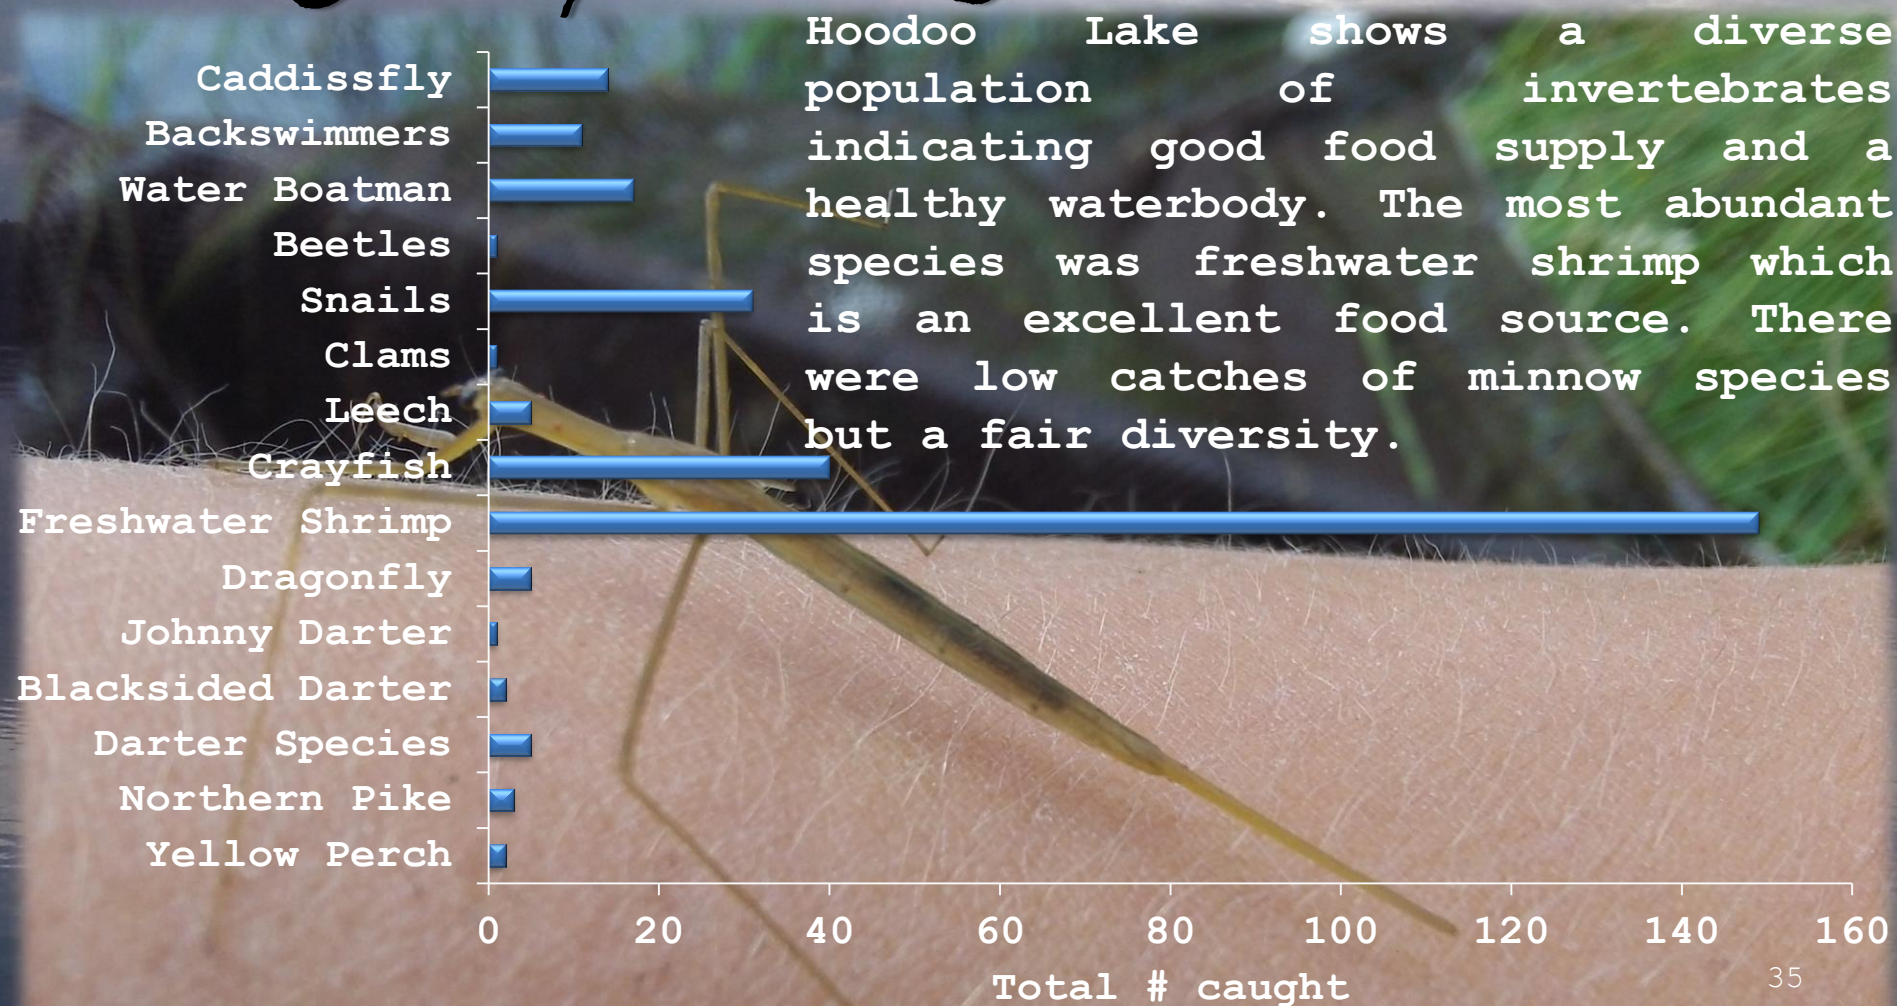 Hoodoo Lake shows a diverse
population of invertebrates
indicating good food supply and a
healthy waterbody. The most abundant
species was freshwater shrimp which
is an excellent food source. There
were low catches of minnow species
but a fair diversity.
Caddissfly
Backswimmers
Water Boatman
Beetles
Snails
Clams
Leech
Crayfish
Freshwater Shrimp
Dragonfly
Johnny Darter
Blacksided Darter
Darter Species
Northern Pike
Yellow Perch
0 20 40 60 80 100 120 140 160
Total # caught
35